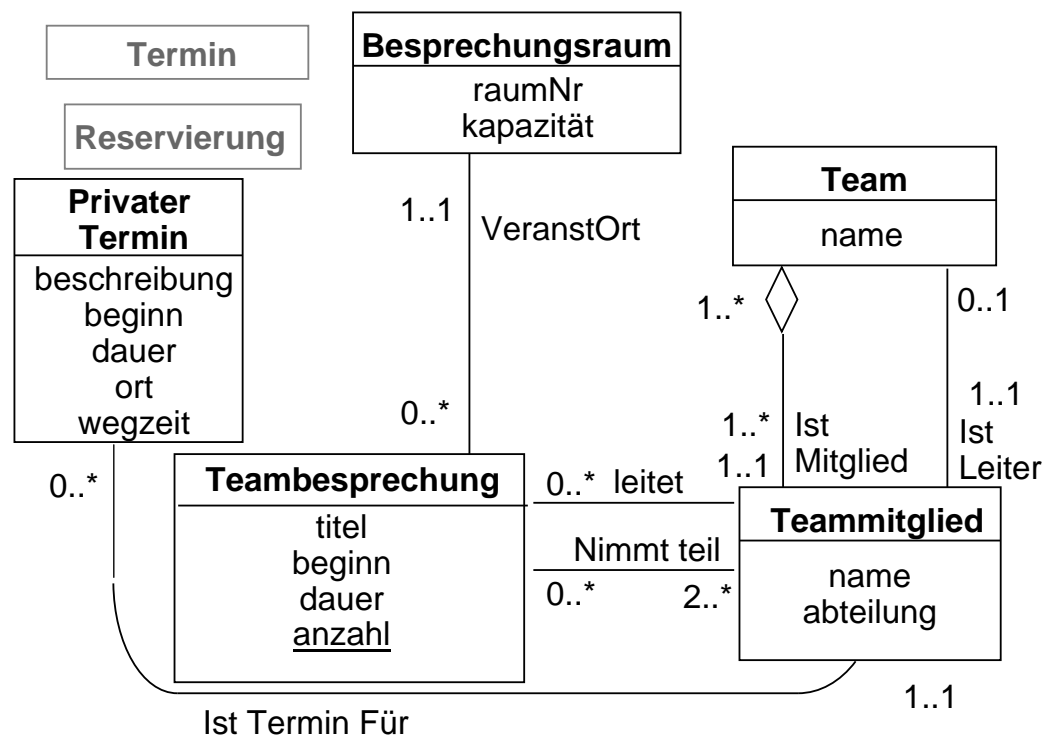 Termin
Reservierung
Besprechungsraum
raumNr
kapazität
Privater
Termin
beschreibung
beginn
dauer
ort
wegzeit
0..*
1..1
VeranstOrt
0..*
Team
name
1..*
0..1
1..*
Ist
Mitglied
1..1
1..1
Ist
Leiter
Teambesprechung
titel
beginn
dauer
anzahl
0..* leitet
Nimmt teil
0..* 2..*
Teammitglied
name
abteilung
1..1
Ist Termin Für